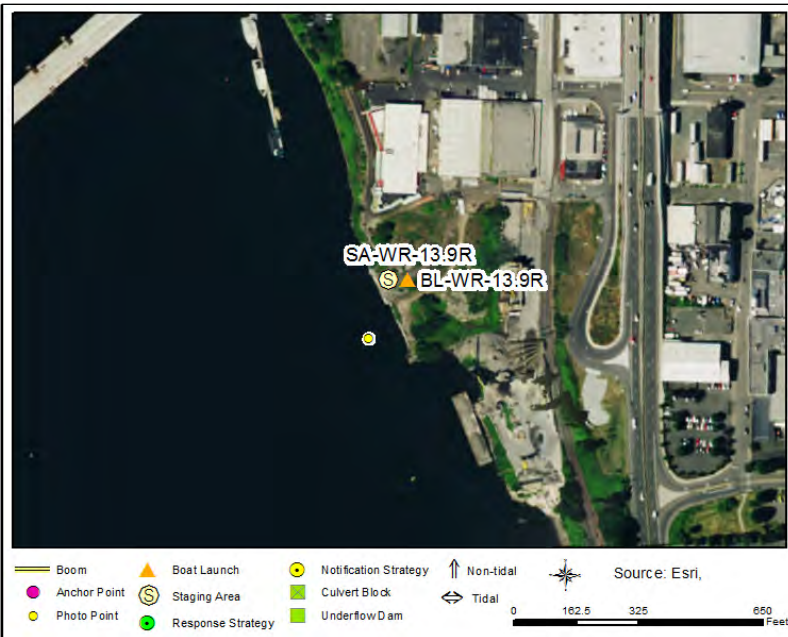 SA-WR-13.9R
S BL-WR-13.9R
Boom
Boat Launch
Notification Strategy
Non-tidal
Source: Esri,
Anchor Point
S Staging Area
Culvert Block
Tidal
Photo Point
Response Strategy
Underflow Dam
0 162.5 325 650
Feet